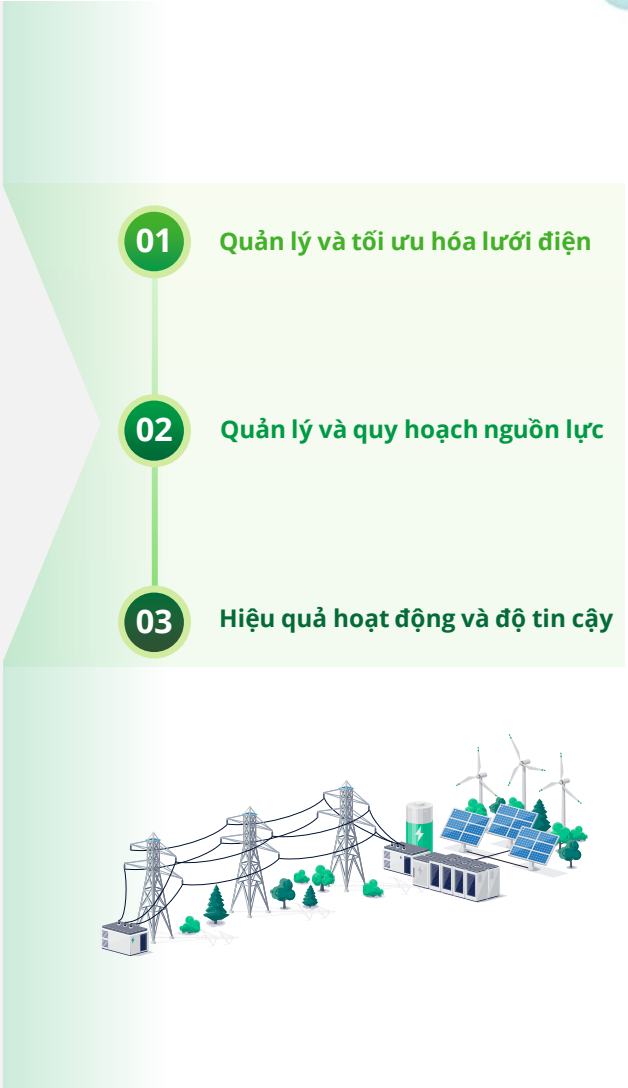 01 Quản lý và tối ưu hóa lưới điện
02 Quản lý và quy hoạch nguồn lực
03 Hiệu quả hoạt động và độ tin cậy